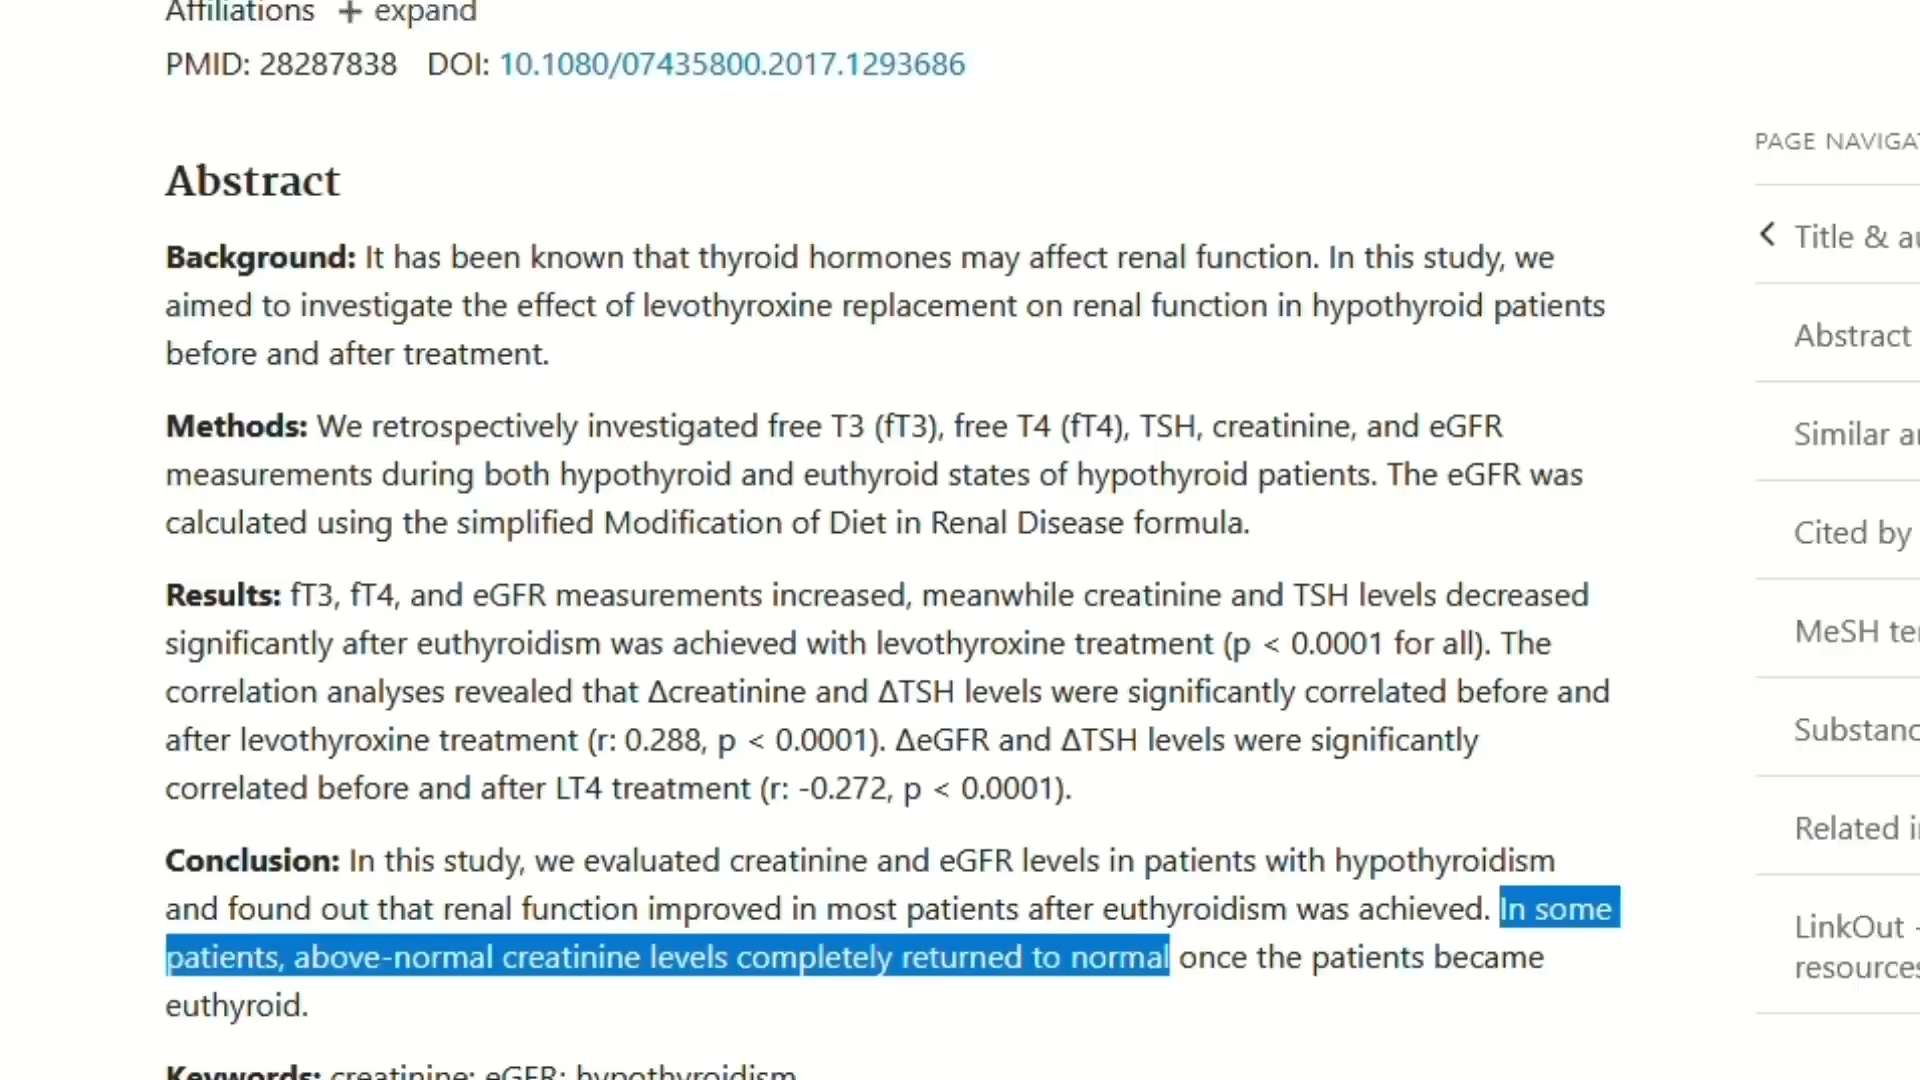 Affiliations + expand
PMID: 28287838 DOI: 10.1080/07435800.2017.1293686
Abstract
Background: It has been known that thyroid hormones may affect renal function. In this study, we
aimed to investigate the effect of levothyroxine replacement on renal function in hypothyroid patients
before and after treatment.
Methods: We retrospectively investigated free T3 (fT3), free T4 (fT4), TSH, creatinine, and eGFR
measurements during both hypothyroid and euthyroid states of hypothyroid patients. The eGFR was
calculated using the simplified Modification of Diet in Renal Disease formula.
Results: fT3, fT4, and eGFR measurements increased, meanwhile creatinine and TSH levels decreased
significantly after euthyroidism was achieved with levothyroxine treatment (p < 0.0001 for all). The
correlation analyses revealed that Δcreatinine and ΔTSH levels were significantly correlated before and
after levothyroxine treatment (r: 0.288, p < 0.0001). ΔeGFR and ΔTSH levels were significantly
correlated before and after LT4 treatment (r: -0.272, p < 0.0001).
Conclusion: In this study, we evaluated creatinine and eGFR levels in patients with hypothyroidism
and found out that renal function improved in most patients after euthyroidism was achieved. In some
patients, above-normal creatinine levels completely returned to normal once the patients became
euthyroid.
Keywords: creatinine; eGFR; hypothyroidism
PAGE
Title &
Abstract
Similar
Cited by
MeSH
Related
LinkOut -
resources